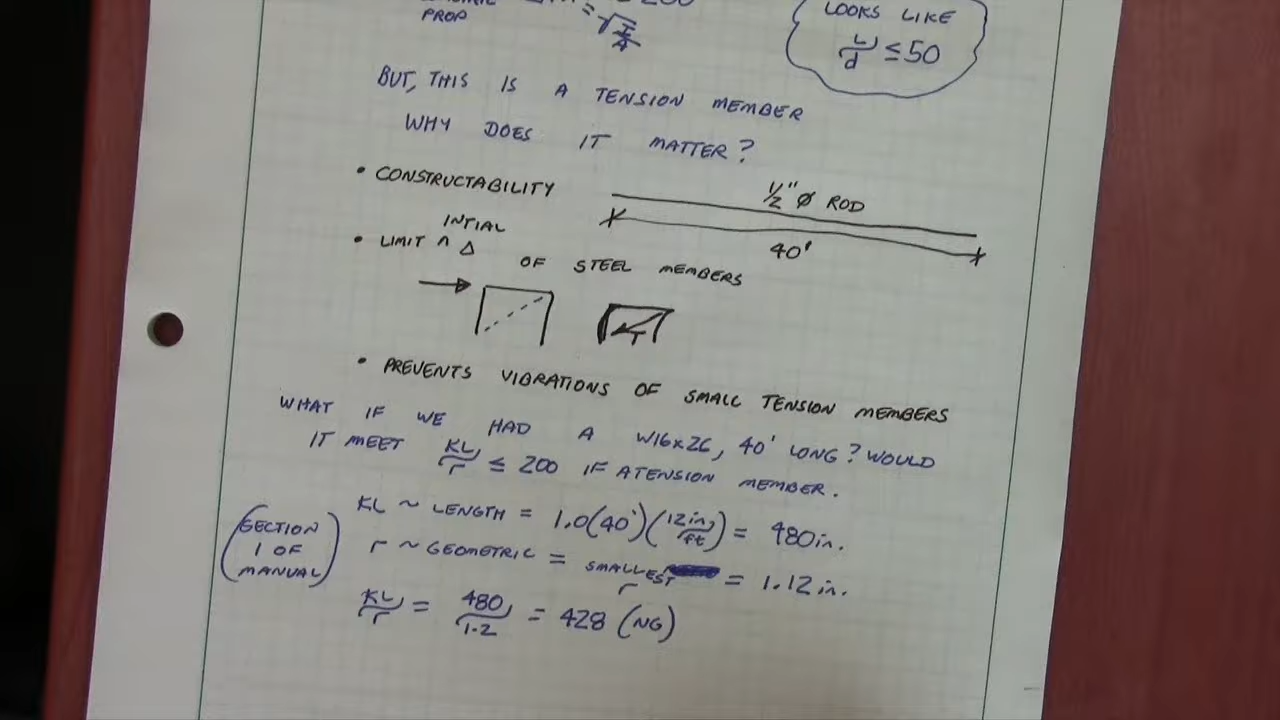 PROP
= √I/A
LOOKS LIKE
L/d ≤ 50
BUT, THIS IS A TENSION MEMBER
WHY DOES IT MATTER?
• CONSTRUCTABILITY
1/2" Ø ROD
40'
INTIAL
• LIMIT ^ Δ OF STEEL MEMBERS
T
• PREVENTS VIBRATIONS OF SMALL TENSION MEMBERS
WHAT IF WE HAD A W16x26, 40' LONG? WOULD
IT MEET KL/r ≤ 200 IF A TENSION MEMBER.
(SECTION
1 OF
MANUAL)
KL ~ LENGTH = 1.0(40')(12in/ft) = 480in.
r ~ GEOMETRIC = SMALLEST r = 1.12in.
KL/r = 480/1.2 = 428 (NG)